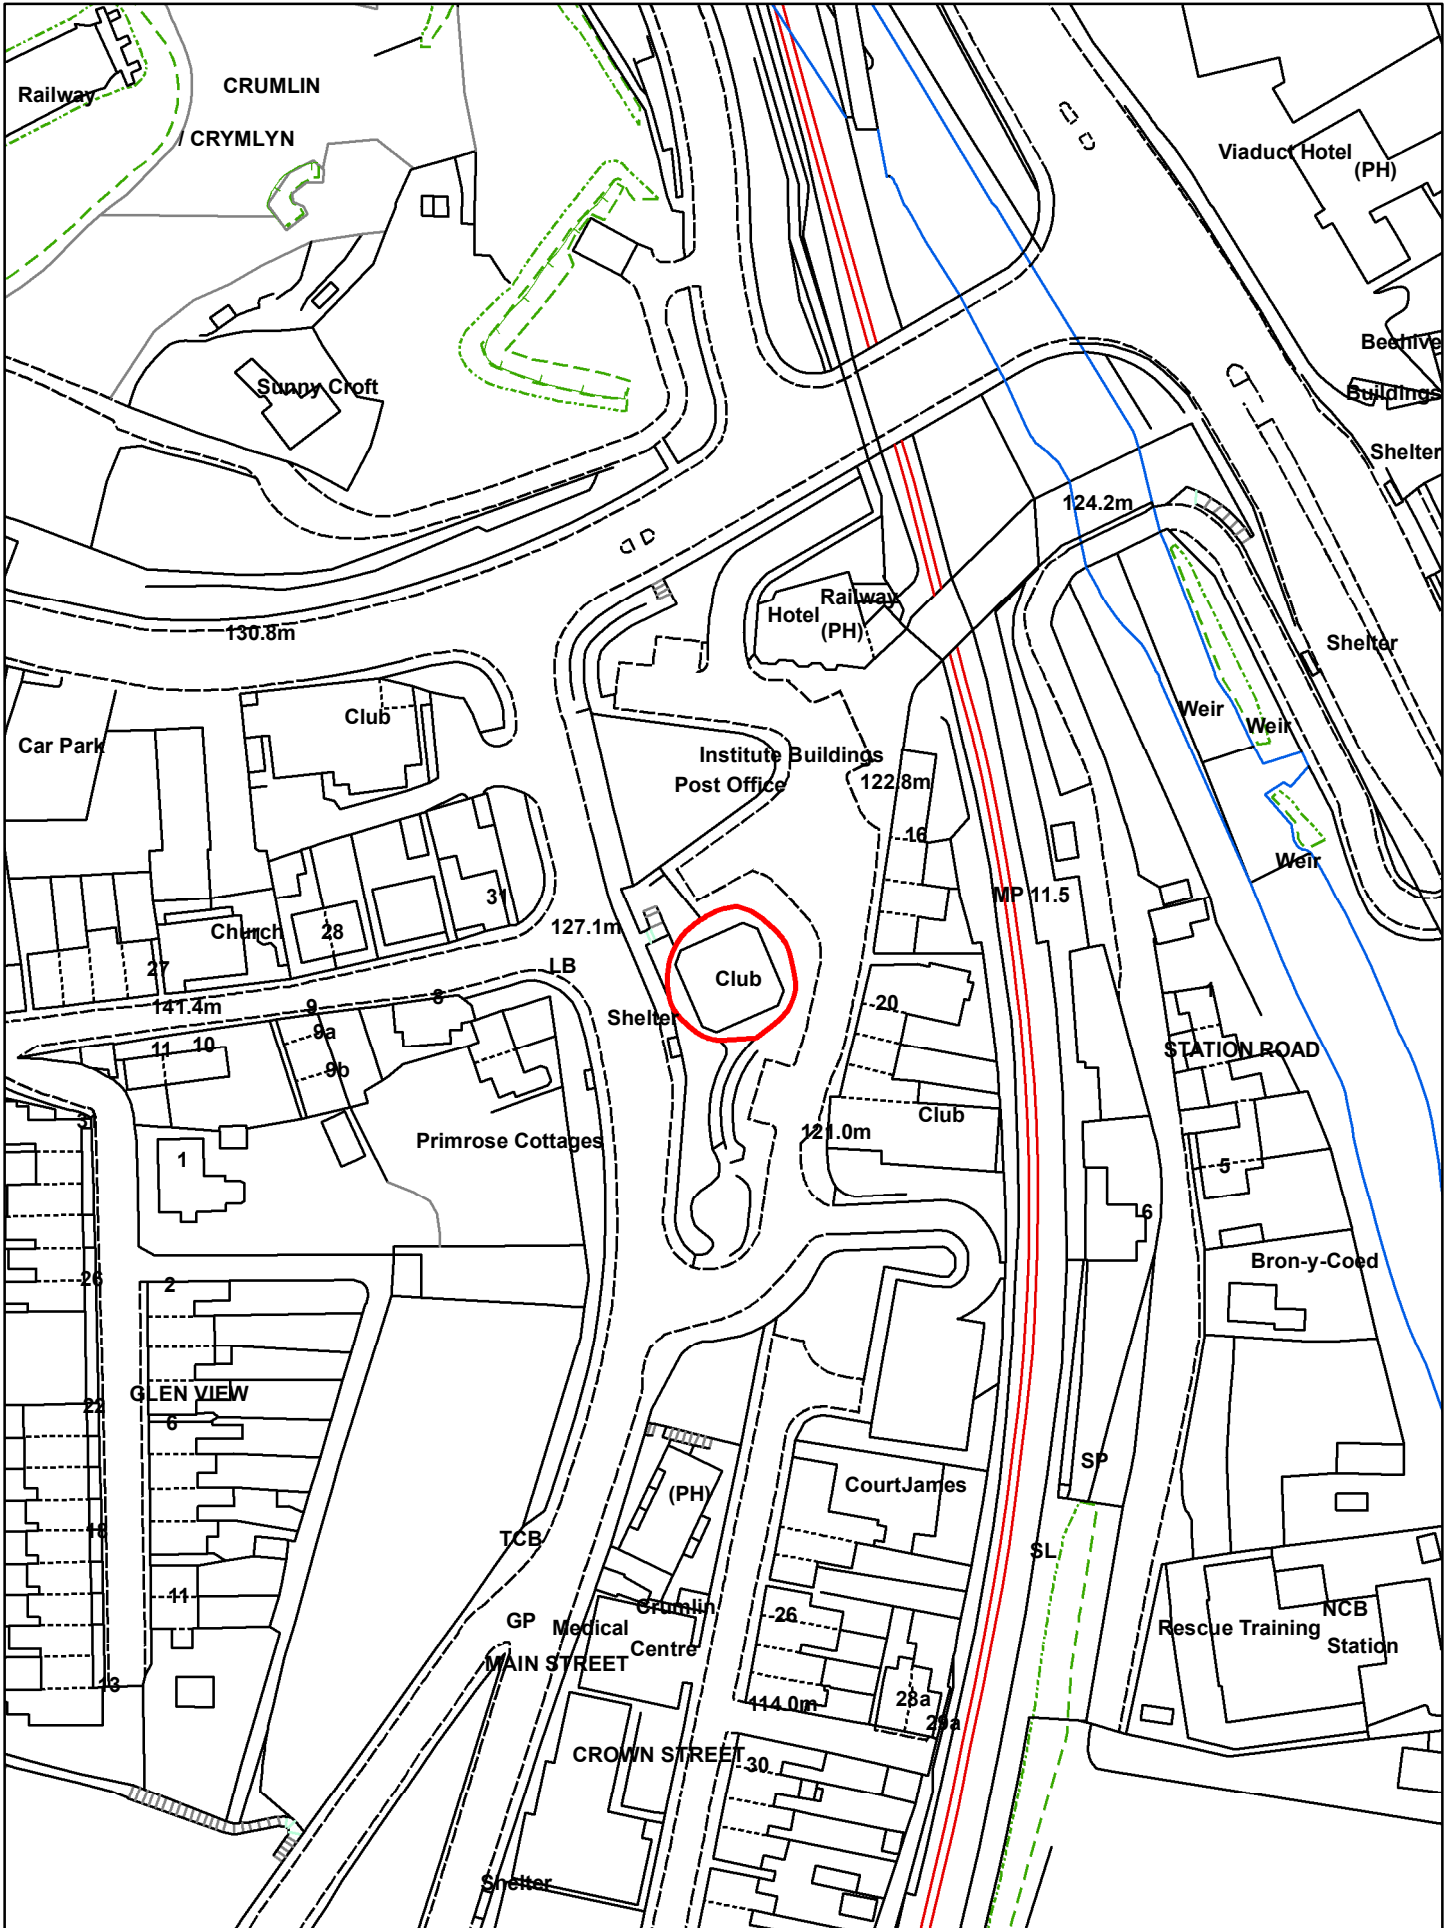 CRUMLIN
Railway
/ CRYMLYN
Viaduct Hotel
(PH)
Beehive
Sunny Croft
Buildings
Shelter
124.2m
Railway
Hotel
(PH)
130.8m
Shelter
Club
Weir
Weir
Car Park
Institute Buildings
Post Office
122.8m
16
Weir
31
MP 11.5
127.1m
Church
28
27
LB
Club
141.4m
9
8
20
1
Shelter
9a
11
10
9b
STATION ROAD
3
Club
121.0m
Primrose Cottages
1
5
6
Bron-y-Coed
26
2
GLEN VIEW
22
6
SP
CourtJames
(PH)
18
TCB
SL
11
Crumlin
26
NCB
GP
Medical
Centre
Rescue Training
Station
MAIN STREET
13
114.0m
28a
29a
CROWN STREET
30
Shelter